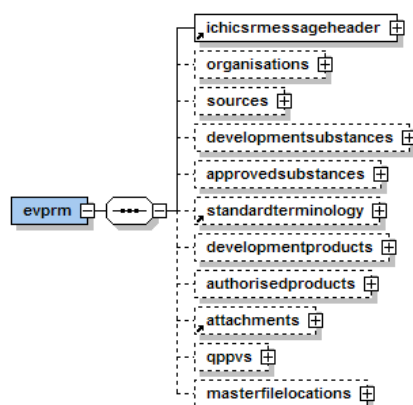 ichicsrmessageheader
organisations
sources
developmentsubstances
approvedsubstances
evprm
standardterminology
developmentproducts
authorisedproducts
attachments
qppvs
masterfilelocations